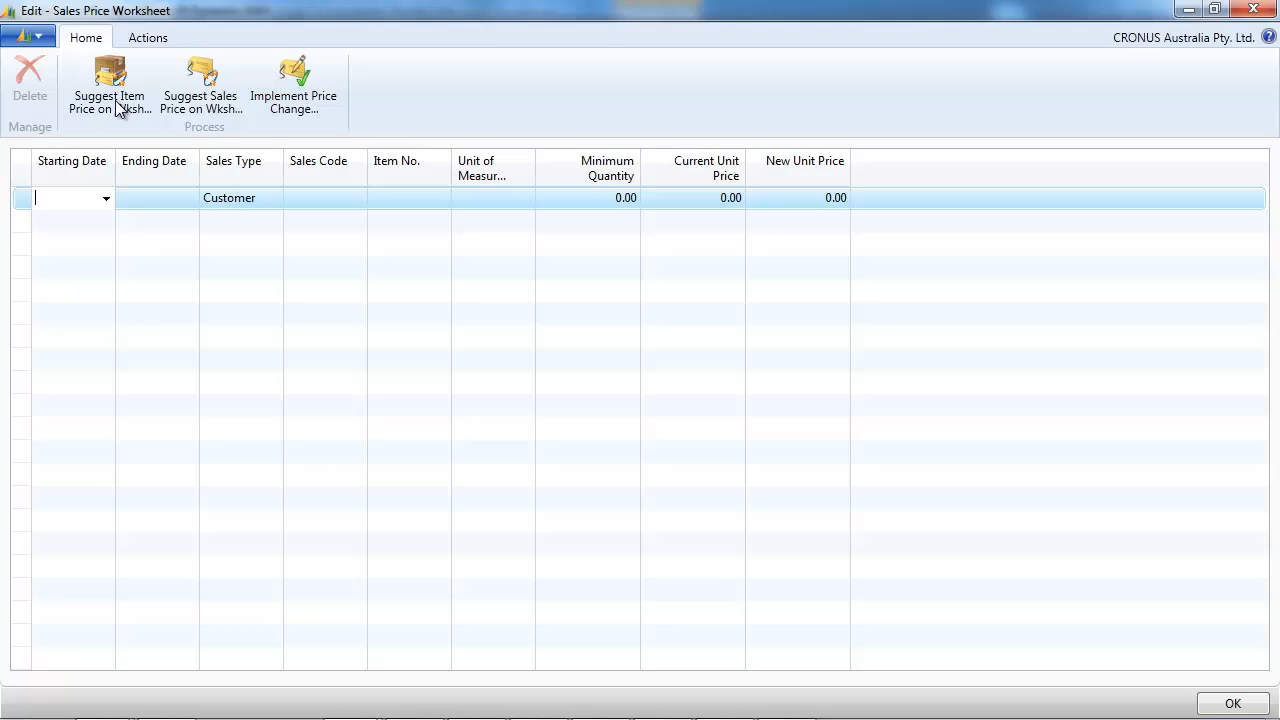 Edit - Sales Price Worksheet
Home
Actions
CRONUS Australia Pty. Ltd.
Delete
Suggest Item
Price on Wksh...
Suggest Sales
Price on Wksh...
Implement Price
Change...
Manage
Process
Starting Date
Ending Date
Sales Type
Sales Code
Item No.
Unit of
Measur...
Minimum
Quantity
Current Unit
Price
New Unit Price
Customer
0.00
0.00
0.00
OK